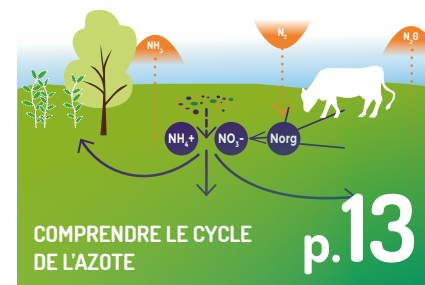 NH₃
N₂
N₂O
NH₄+ NO₃- Norg
COMPRENDRE LE CYCLE
DE L'AZOTE
p.13